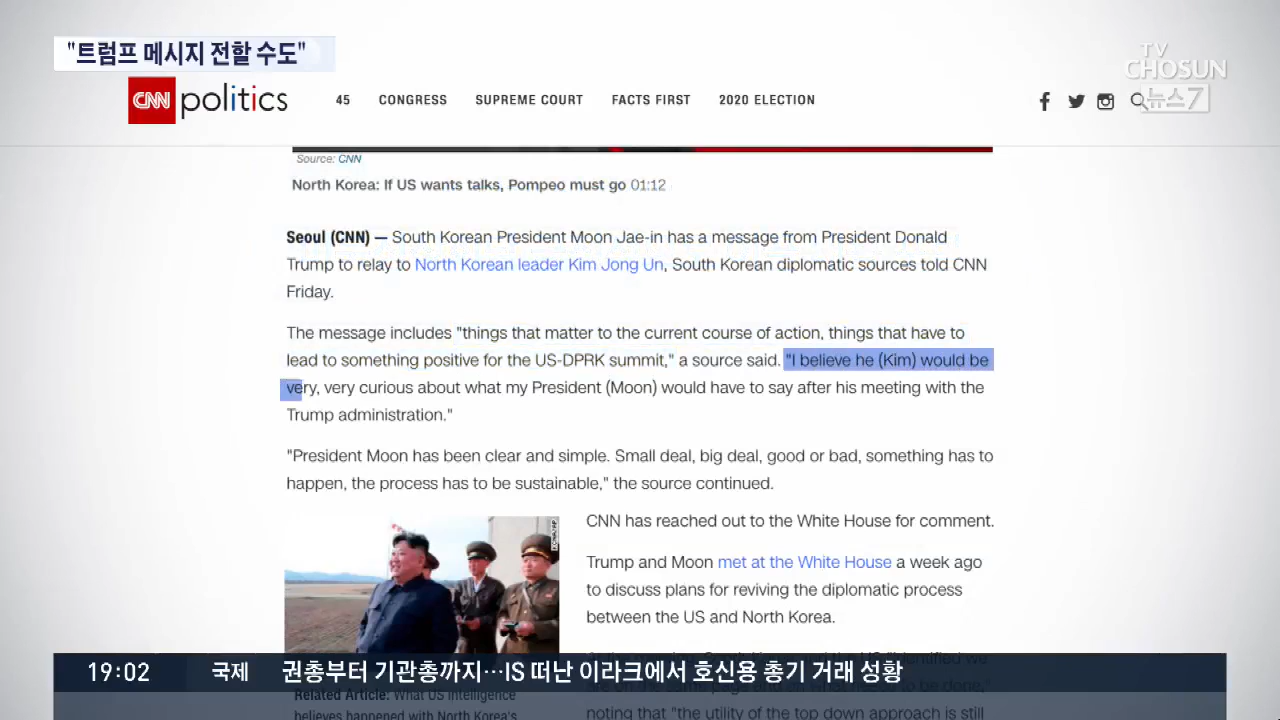 "트럼프 메시지 전할 수도"
TV
CHOSUN
뉴스7
CNN politics
45 CONGRESS SUPREME COURT FACTS FIRST 2020 ELECTION
Source: CNN
North Korea: If US wants talks, Pompeo must go 01:12
Seoul (CNN) — South Korean President Moon Jae-in has a message from President Donald
Trump to relay to North Korean leader Kim Jong Un, South Korean diplomatic sources told CNN
Friday.
The message includes "things that matter to the current course of action, things that have to
lead to something positive for the US-DPRK summit," a source said. "I believe he (Kim) would be
very, very curious about what my President (Moon) would have to say after his meeting with the
Trump administration."
"President Moon has been clear and simple. Small deal, big deal, good or bad, something has to
happen, the process has to be sustainable," the source continued.
KCNA/AP
CNN has reached out to the White House for comment.
Trump and Moon met at the White House a week ago
to discuss plans for reviving the diplomatic process
between the US and North Korea.
19:02 국제 권총부터 기관총까지…IS 떠난 이라크에서 호신용 총기 거래 성황
Related Article: What US intelligence
believes happened with North Korea's
noting that "the utility of the top down approach is still